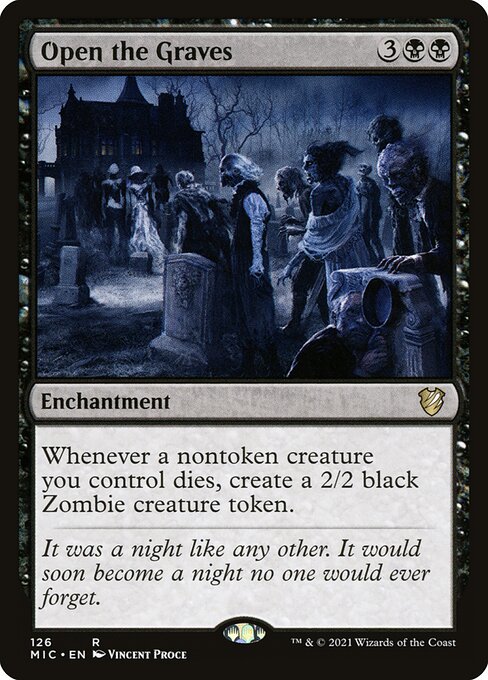 Open the Graves 3
Enchantment
Whenever a nontoken creature
you control dies, create a 2/2 black
Zombie creature token.
It was a night like any other. It would
soon become a night no one would ever
forget.
126 R
MIC • EN Vincent Proce
™ & © 2021 Wizards of the Coast